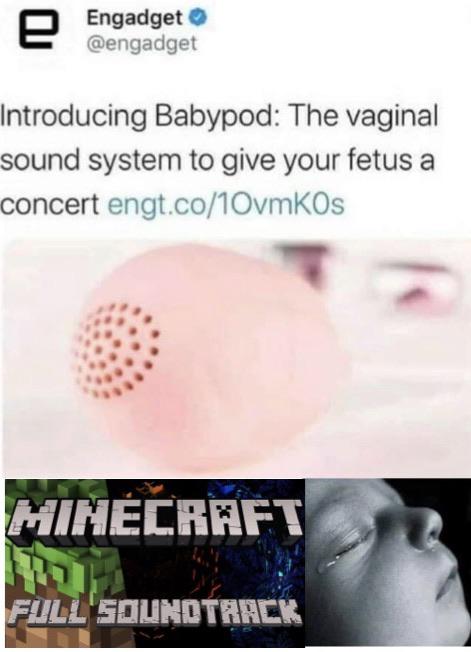 Engadget
@engadget
Introducing Babypod: The vaginal
sound system to give your fetus a
concert engt.co/1OvmK0s
MINECRAFT
FULL SOUNDTRACK